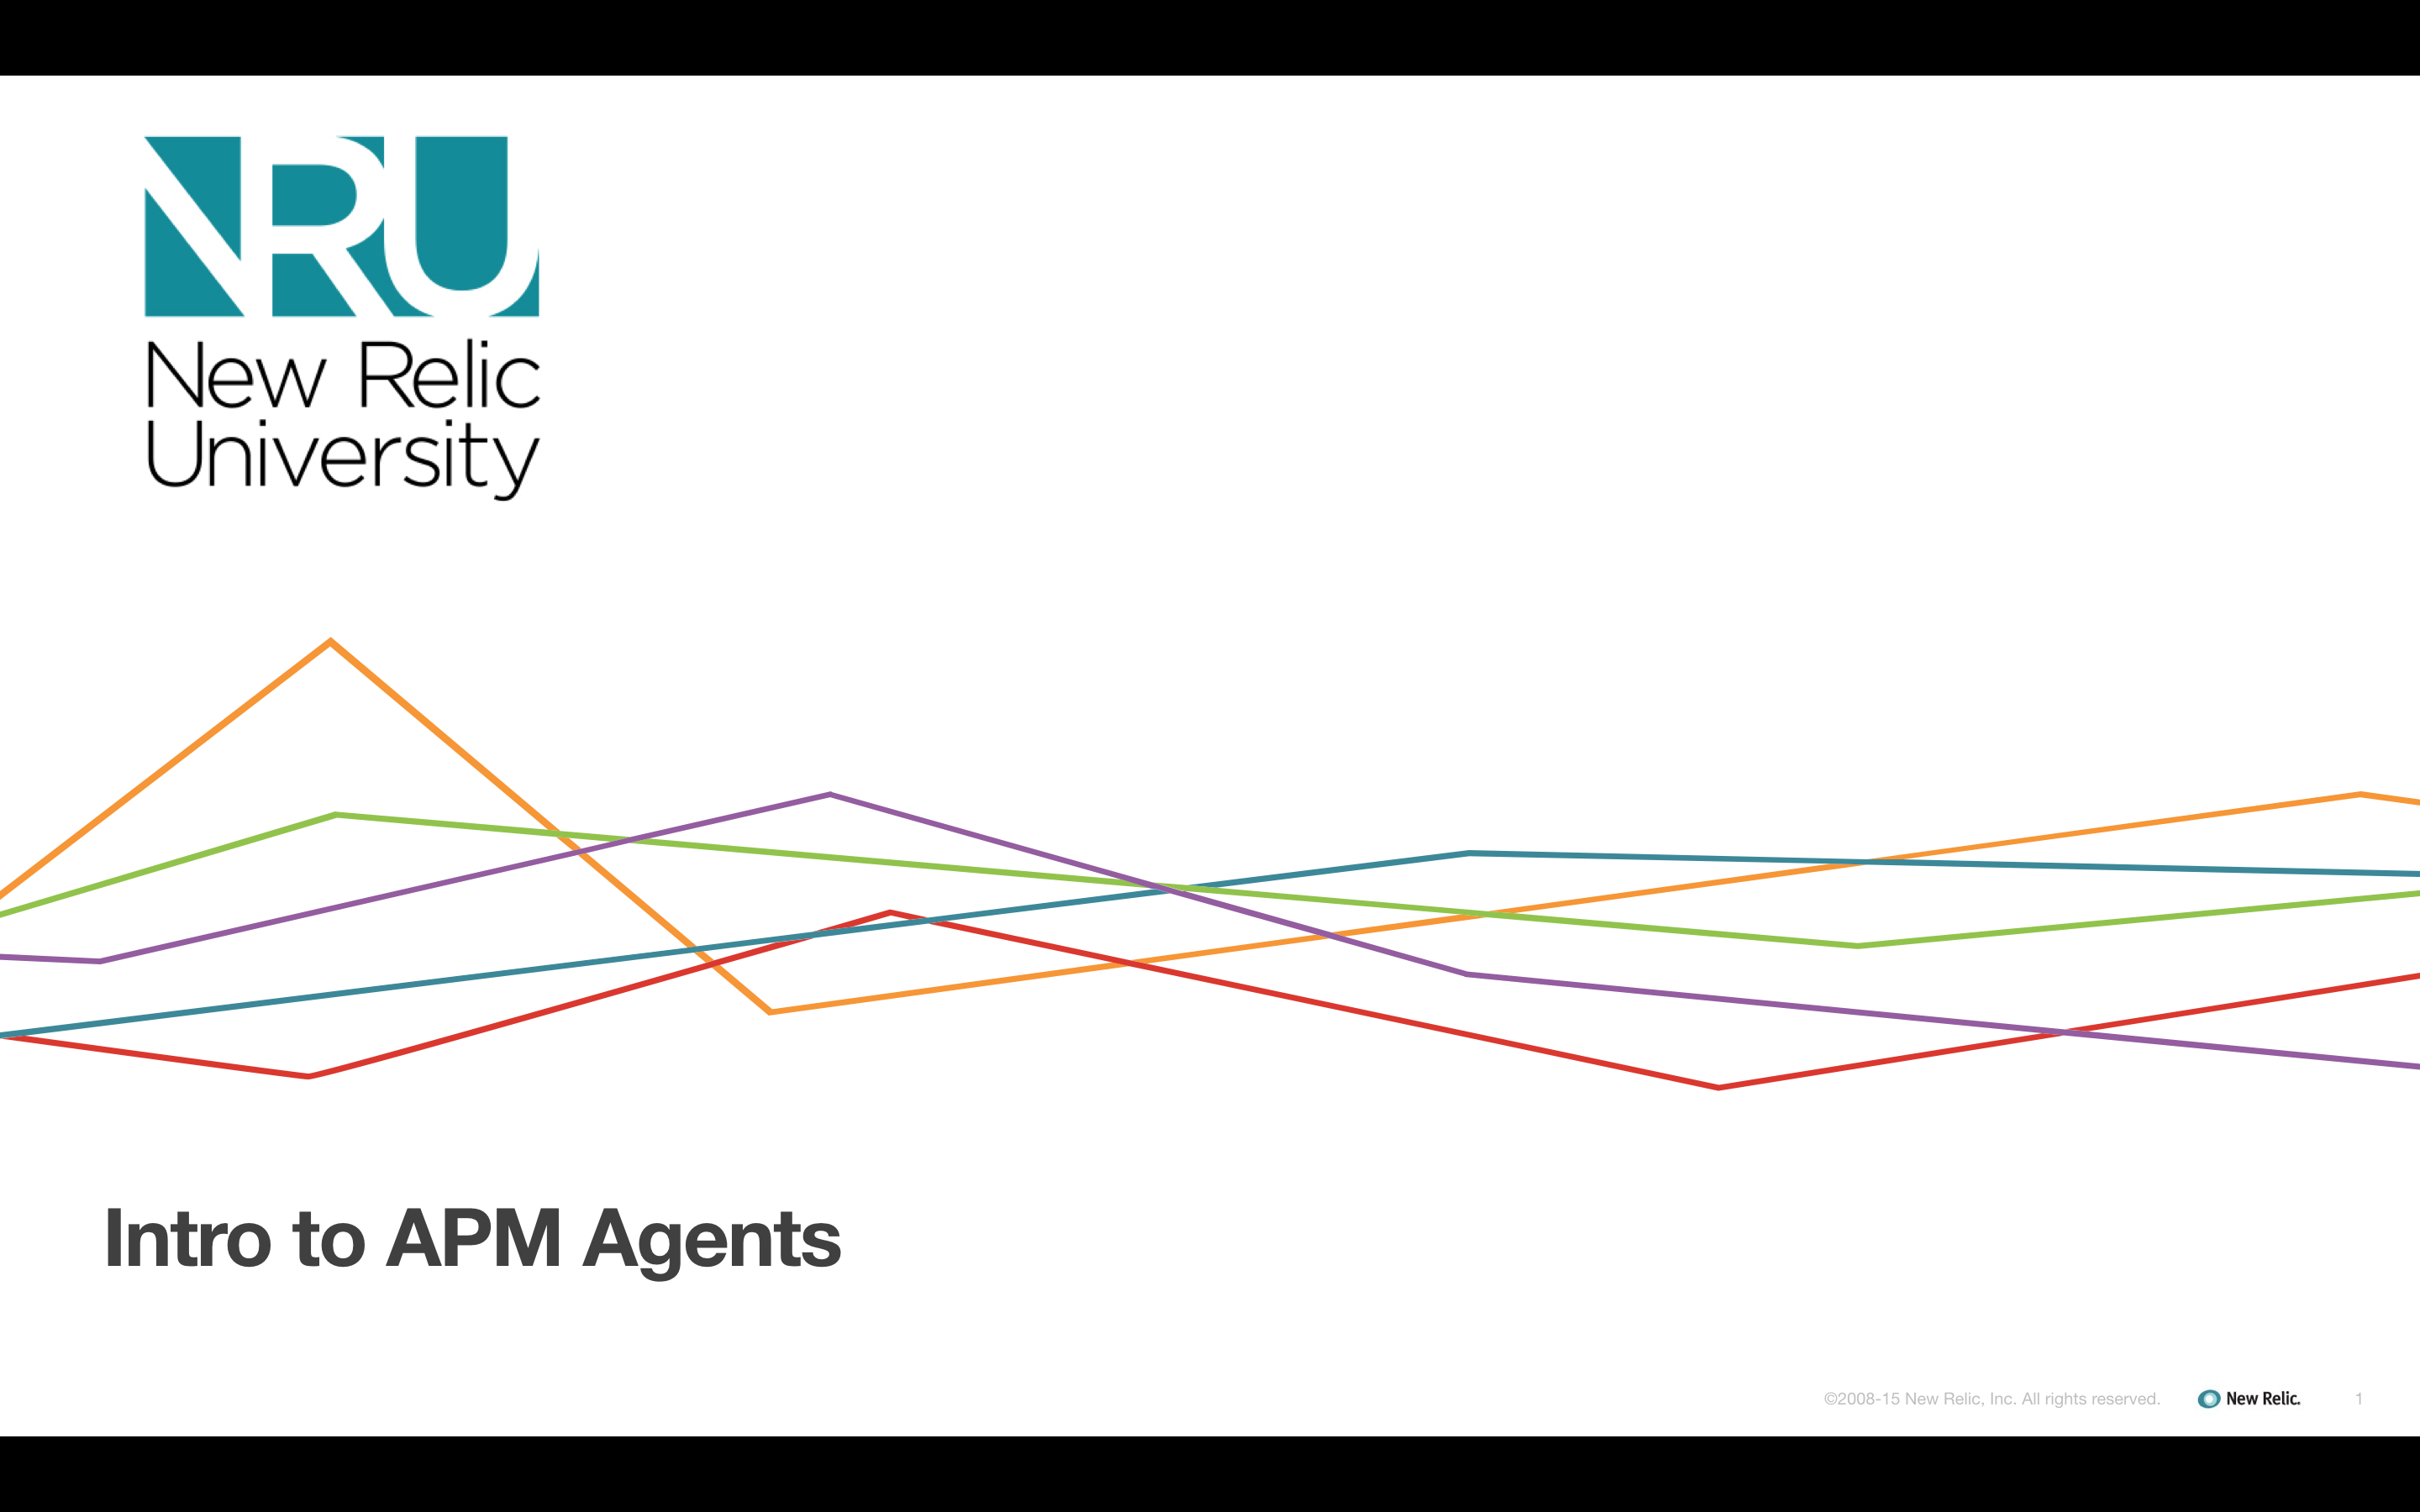 NRU
New Relic
University
Intro to APM Agents
©2008-15 New Relic, Inc. All rights reserved.
New Relic.
1